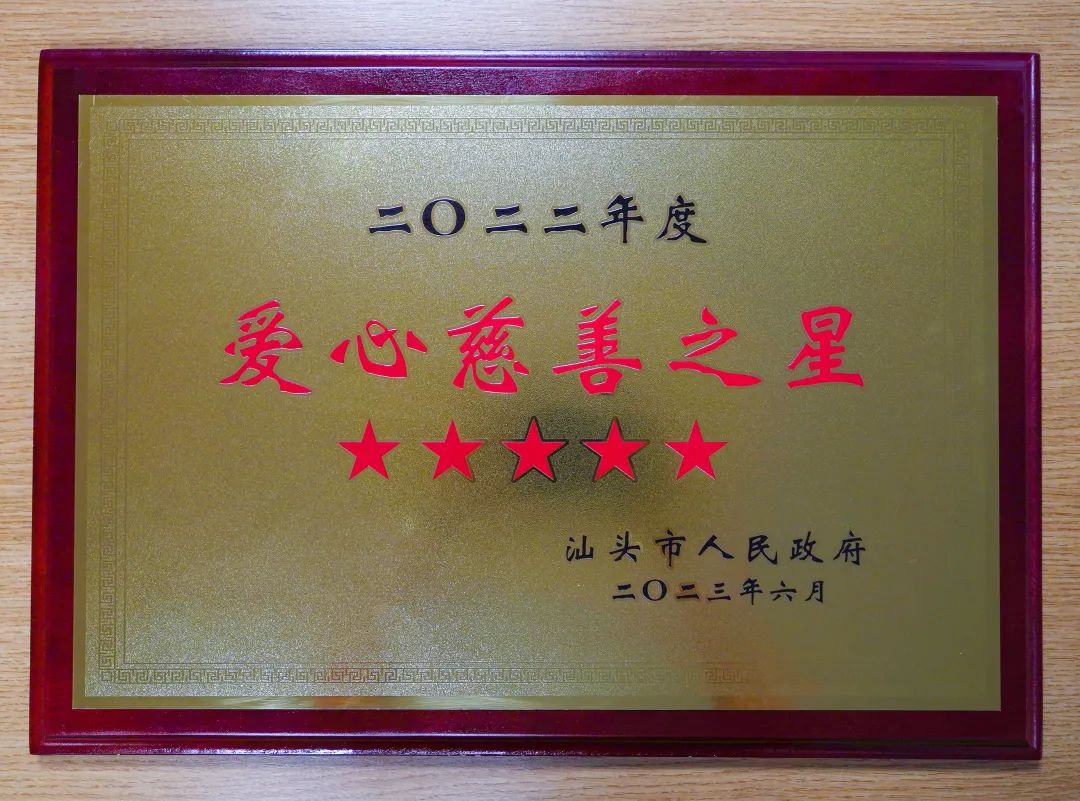 二〇二二年度
爱心慈善之星
★★★★★
汕头市人民政府
二〇二三年六月